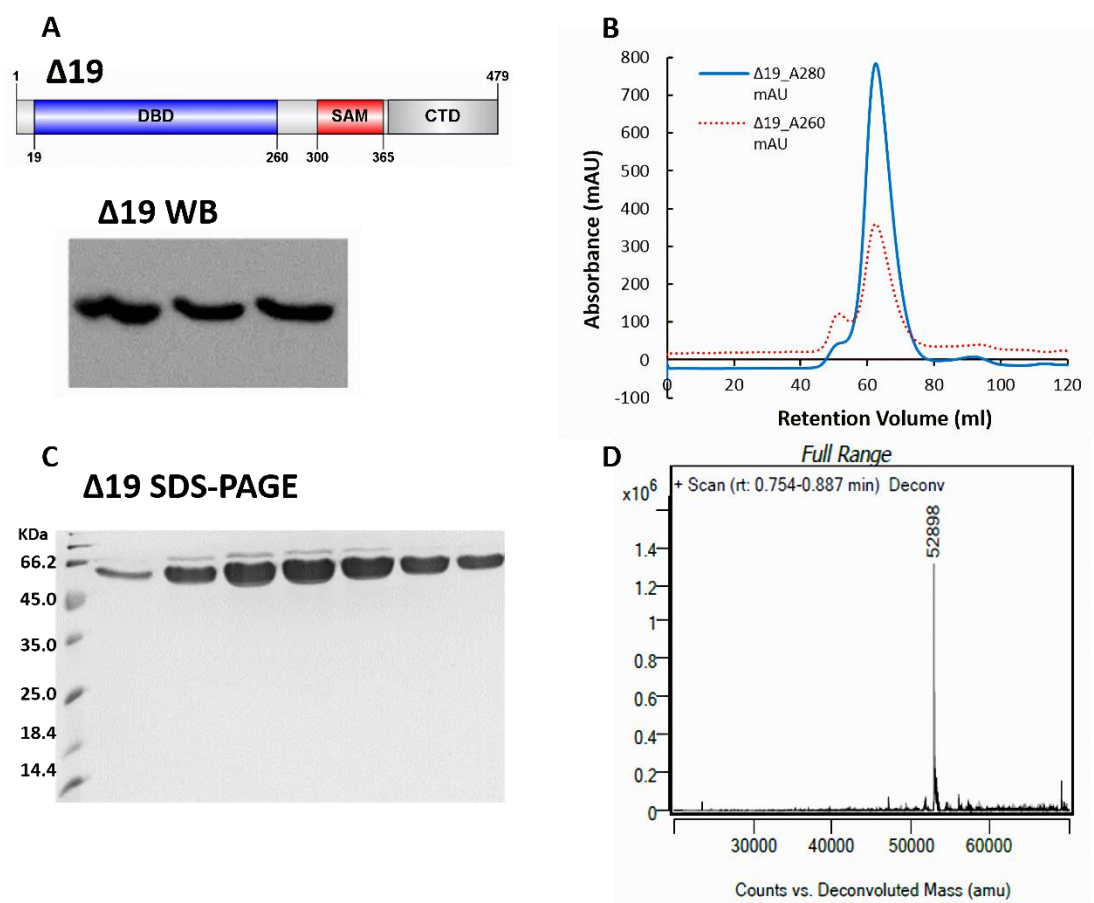 A
Δ19
1
479
DBD
SAM
CTD
19
260
300
365
Δ19 WB
B
800
700
600
500
400
300
200
100
0
-100
Δ19_A280
mAU
Δ19_A260
mAU
Absorbance (mAU)
0 20 40 60 80 100 120
Retention Volume (ml)
C
Δ19 SDS-PAGE
KDa
66.2
45.0
35.0
25.0
18.4
14.4
D
Full Range
x10⁶
+ Scan (rt: 0.754-0.887 min) Deconv
52898
1.4
1.2
1
0.8
0.6
0.4
0.2
0
30000 40000 50000 60000
Counts vs. Deconvoluted Mass (amu)